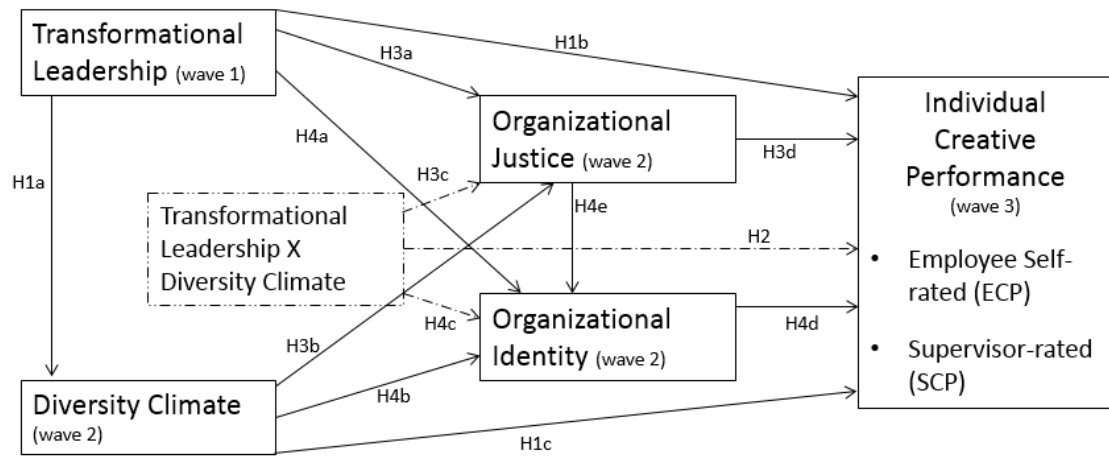 Transformational
Leadership (wave 1)
H1b
H3a
Individual
Creative
Performance
(wave 3)
• Employee Self-
rated (ECP)
• Supervisor-rated
(SCP)
Organizational
Justice (wave 2)
H4a
H3c
H3d
H1a
Transformational
Leadership X
Diversity Climate
H4e
H2
H4c
Organizational
Identity (wave 2)
H4d
H3b
H4b
Diversity Climate
(wave 2)
H1c